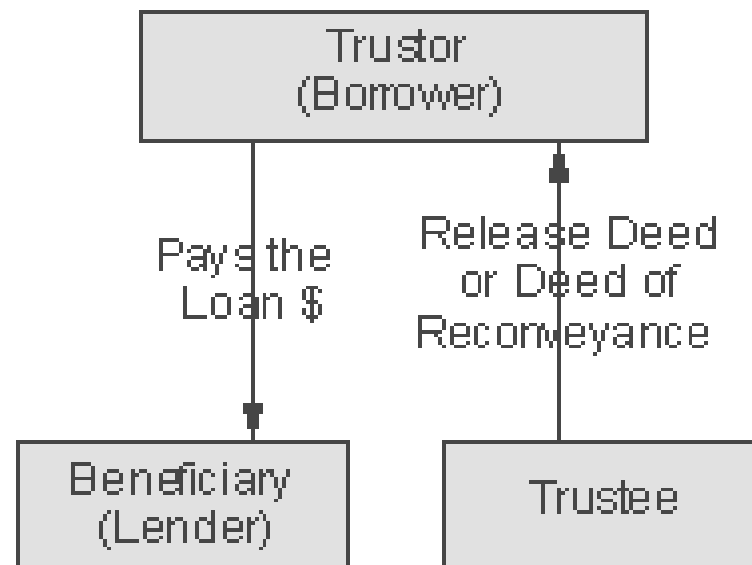 Trustor
(Borrower)
Pays the
Loan $
Release Deed
or Deed of
Reconveyance
Beneficiary
(Lender)
Trustee